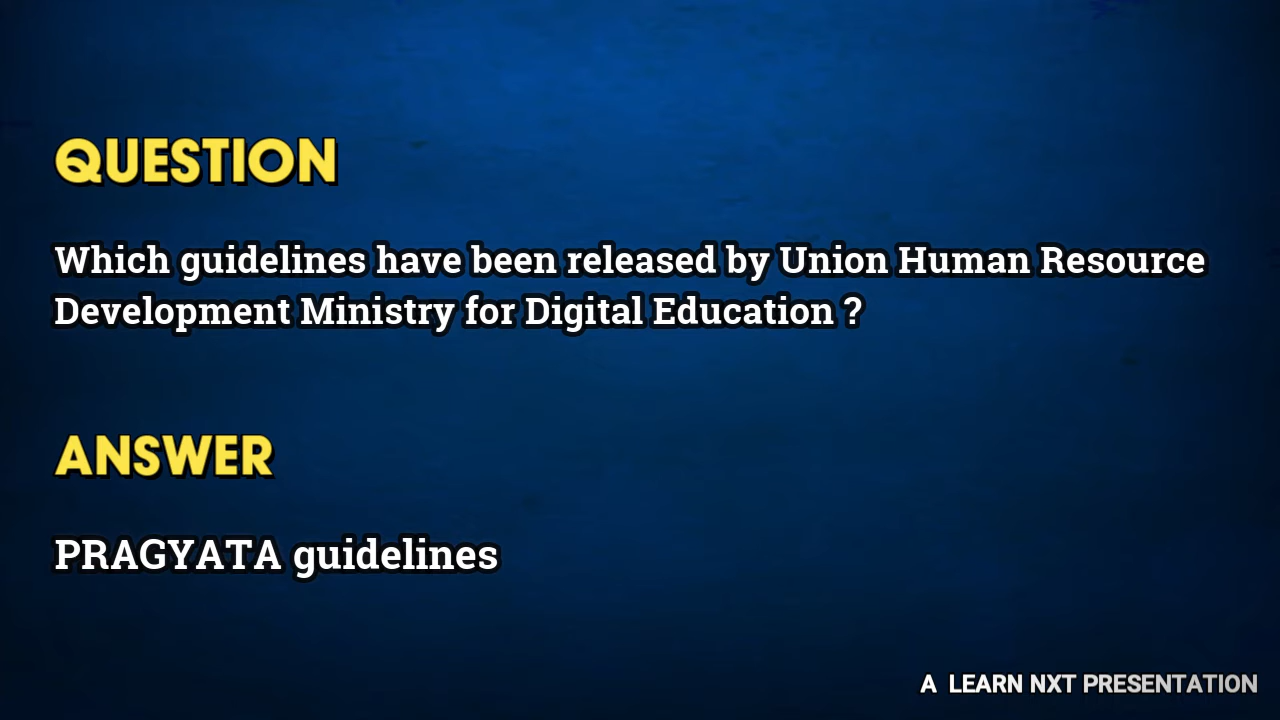 QUESTION
Which guidelines have been released by Union Human Resource
Development Ministry for Digital Education ?
ANSWER
PRAGYATA guidelines
A LEARN NXT PRESENTATION